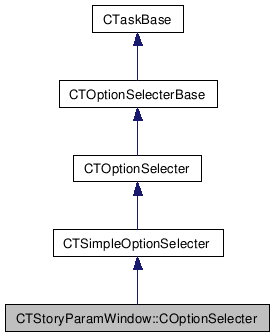 CTaskBase
CTOptionSelecterBase
CTOptionSelecter
CTSimpleOptionSelecter
CTStoryParamWindow::COptionSelecter